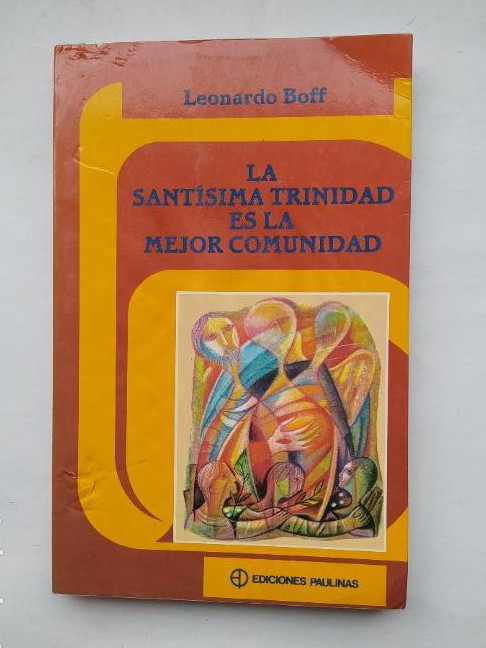 Leonardo Boff
LA
SANTÍSIMA TRINIDAD
ES LA
MEJOR COMUNIDAD
EDICIONES PAULINAS